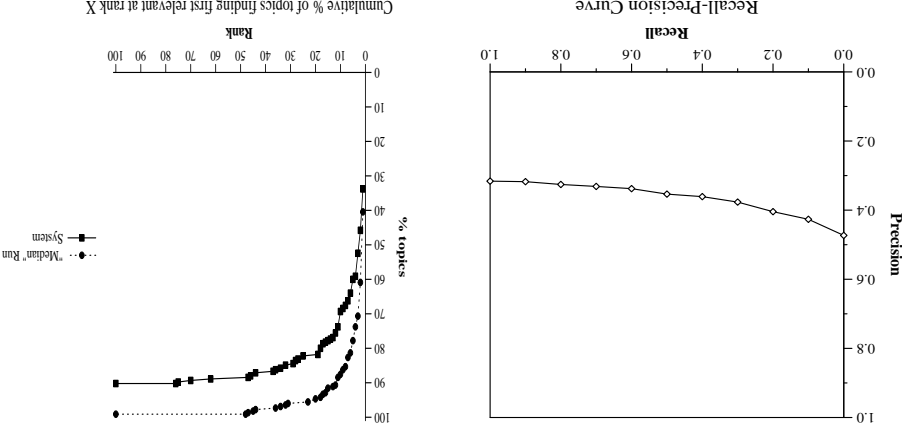 1.0
0.8
0.6
0.4
0.2
0.0
Precision
0.0 0.2 0.4 0.6 0.8 1.0
Recall
Recall-Precision Curve
100
90
80
70
60
50
40
30
20
10
0
% topics
"Median" Run
System
0 10 20 30 40 50 60 70 80 90 100
Rank
Cumulative % of topics finding first relevant at rank X